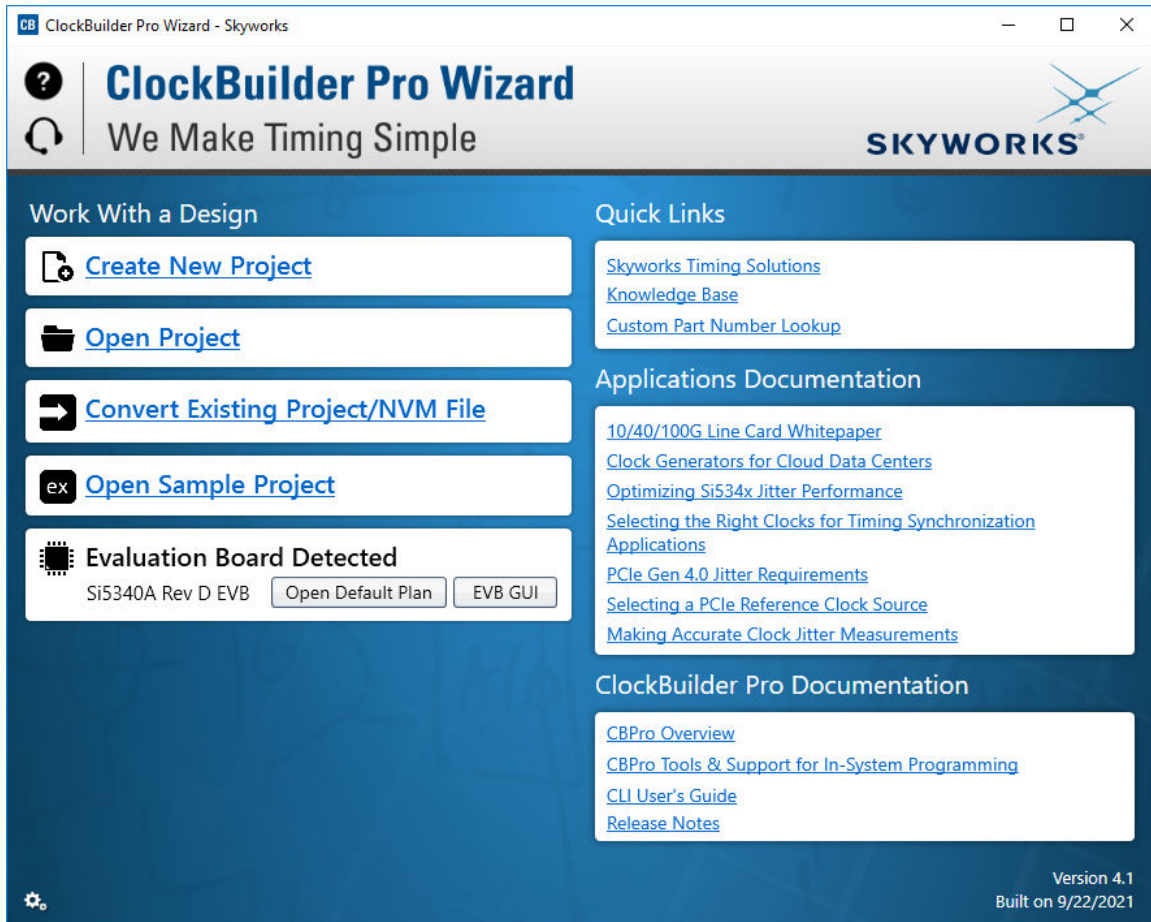 CB ClockBuilder Pro Wizard - Skyworks
?
ClockBuilder Pro Wizard
We Make Timing Simple
SKYWORKS®
Work With a Design
Create New Project
Open Project
Convert Existing Project/NVM File
ex Open Sample Project
Evaluation Board Detected
Si5340A Rev D EVB Open Default Plan EVB GUI
Quick Links
Skyworks Timing Solutions
Knowledge Base
Custom Part Number Lookup
Applications Documentation
10/40/100G Line Card Whitepaper
Clock Generators for Cloud Data Centers
Optimizing Si534x Jitter Performance
Selecting the Right Clocks for Timing Synchronization
Applications
PCIe Gen 4.0 Jitter Requirements
Selecting a PCIe Reference Clock Source
Making Accurate Clock Jitter Measurements
ClockBuilder Pro Documentation
CBPro Overview
CBPro Tools & Support for In-System Programming
CLI User's Guide
Release Notes
Version 4.1
Built on 9/22/2021